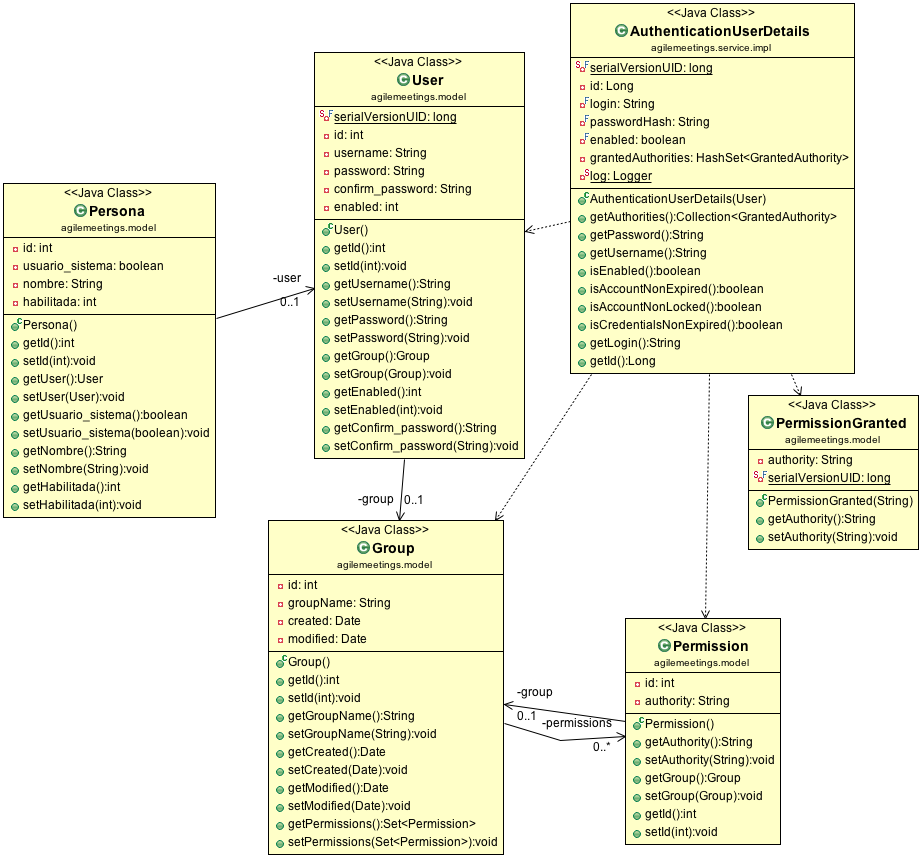 <<Java Class>>
AuthenticationUserDetails
agilemeetings.service.impl
serialVersionUID: long
id: Long
login: String
passwordHash: String
enabled: boolean
grantedAuthorities: HashSet<GrantedAuthority>
log: Logger
AuthenticationUserDetails(User)
getAuthorities():Collection<GrantedAuthority>
getPassword():String
getUsername():String
isEnabled():boolean
isAccountNonExpired():boolean
isAccountNonLocked():boolean
isCredentialsNonExpired():boolean
getLogin():String
getId():Long
<<Java Class>>
User
agilemeetings.model
serialVersionUID: long
id: int
username: String
password: String
confirm_password: String
enabled: int
User()
getId():int
setId(int):void
getUsername():String
setUsername(String):void
getPassword():String
setPassword(String):void
getGroup():Group
setGroup(Group):void
getEnabled():int
setEnabled(int):void
getConfirm_password():String
setConfirm_password(String):void
<<Java Class>>
Persona
agilemeetings.model
id: int
usuario_sistema: boolean
nombre: String
habilitada: int
Persona()
getId():int
setId(int):void
getUser():User
setUser(User):void
getUsuario_sistema():boolean
setUsuario_sistema(boolean):void
getNombre():String
setNombre(String):void
getHabilitada():int
setHabilitada(int):void
-user
0..1
<<Java Class>>
PermissionGranted
agilemeetings.model
authority: String
serialVersionUID: long
PermissionGranted(String)
getAuthority():String
setAuthority(String):void
-group
0..1
<<Java Class>>
Group
agilemeetings.model
id: int
groupName: String
created: Date
modified: Date
Group()
getId():int
setId(int):void
getGroupName():String
setGroupName(String):void
getCreated():Date
setCreated(Date):void
getModified():Date
setModified(Date):void
getPermissions():Set<Permission>
setPermissions(Set<Permission>):void
-group
0..1
-permissions
0..*
<<Java Class>>
Permission
agilemeetings.model
id: int
authority: String
Permission()
getAuthority():String
setAuthority(String):void
getGroup():Group
setGroup(Group):void
getId():int
setId(int):void